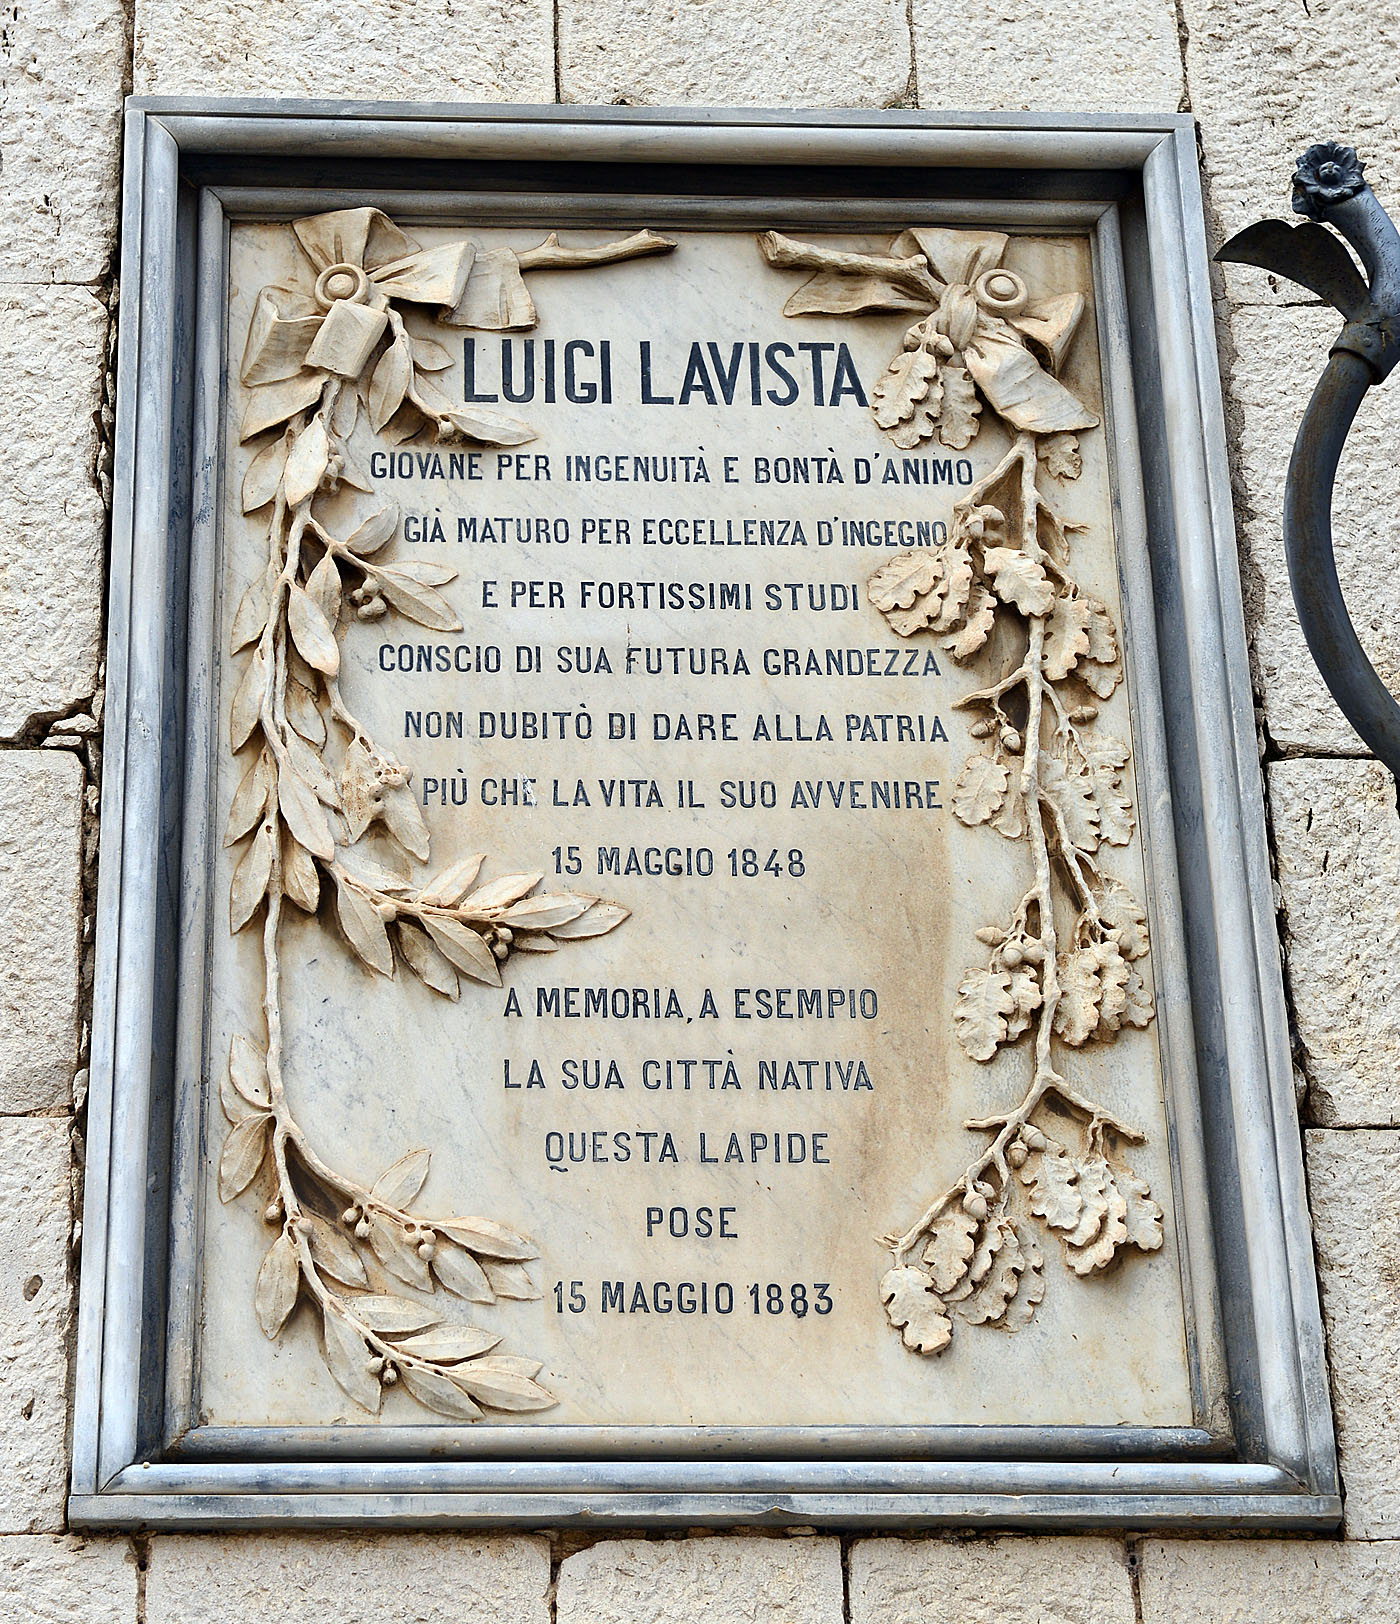 LUIGI LAVISTA
GIOVANE PER INGENUITÀ E BONTÀ D'ANIMO
GIÀ MATURO PER ECCELLENZA D'INGEGNO
E PER FORTISSIMI STUDI
CONSCIO DI SUA FUTURA GRANDEZZA
NON DUBITÒ DI DARE ALLA PATRIA
PIÙ CHE LA VITA IL SUO AVVENIRE
15 MAGGIO 1848
A MEMORIA, A ESEMPIO
LA SUA CITTÀ NATIVA
QUESTA LAPIDE
POSE
15 MAGGIO 1883